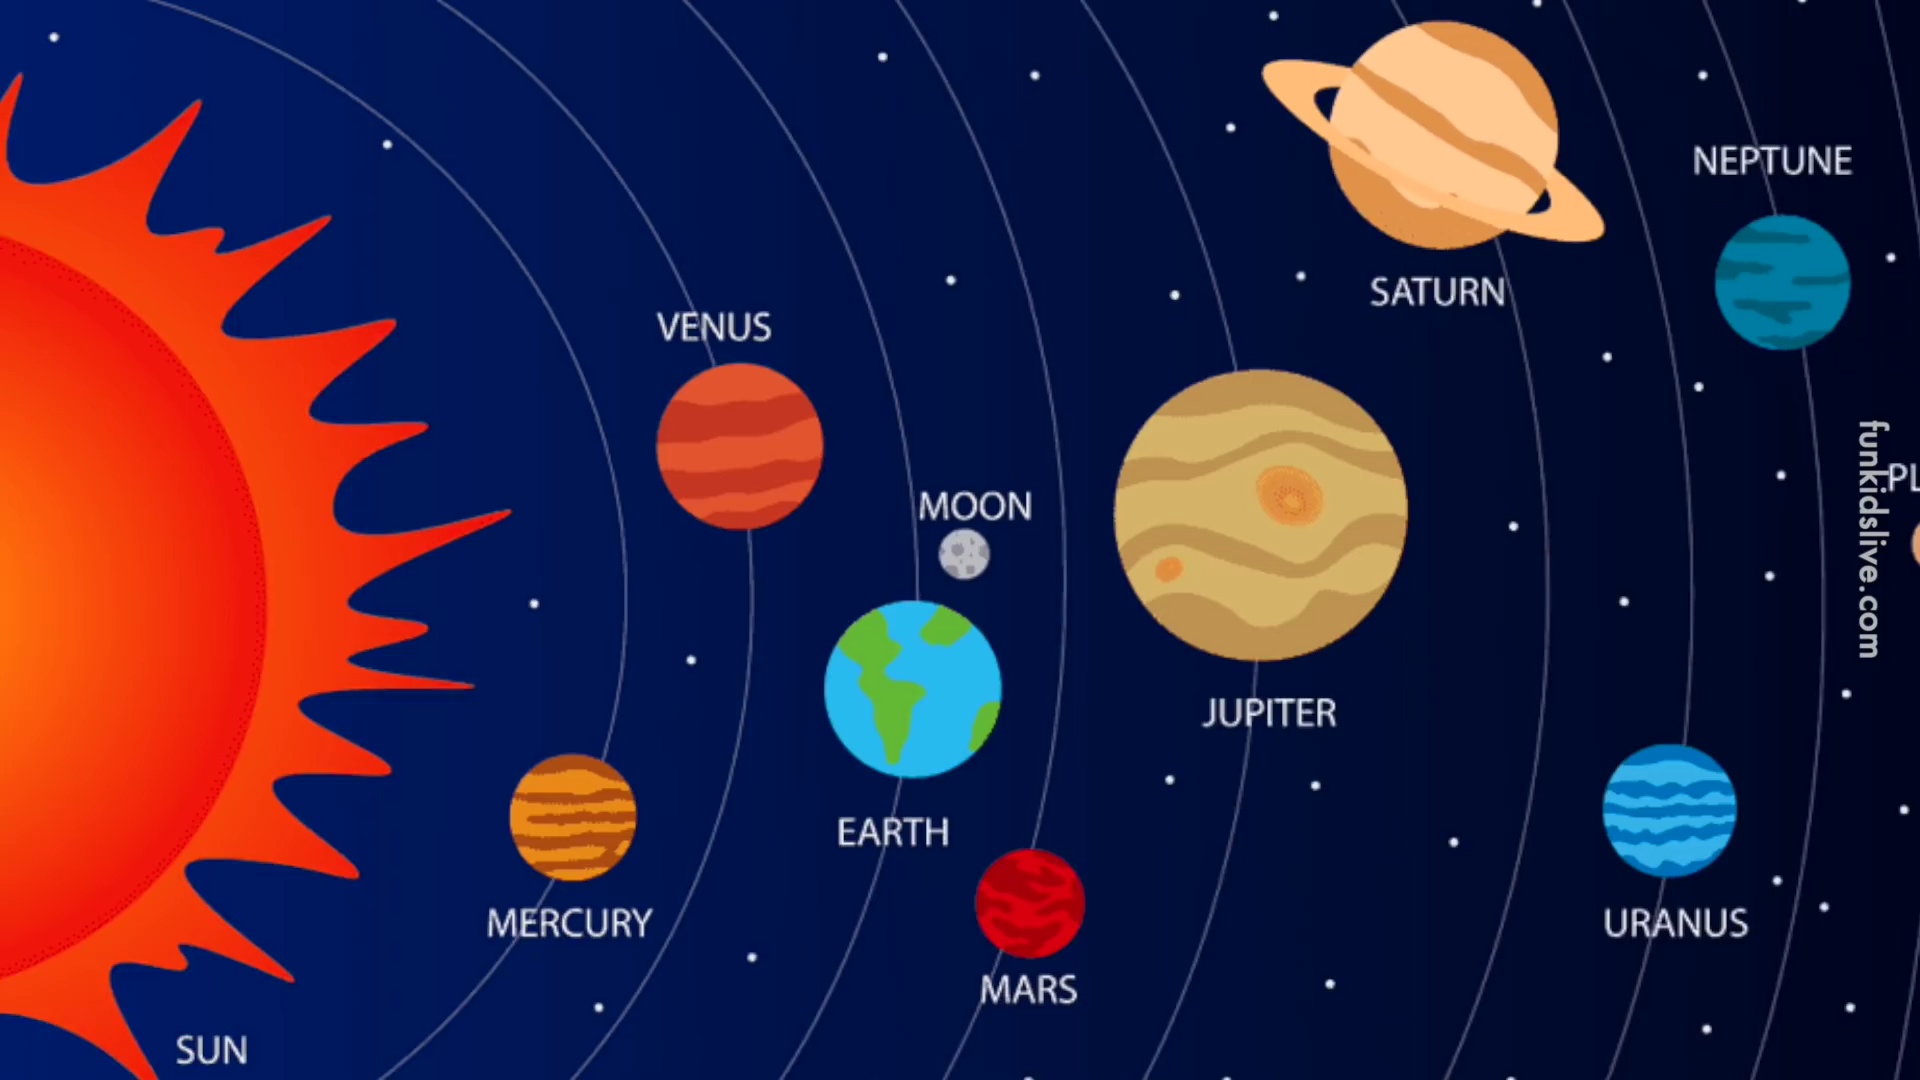 NEPTUNE
SATURN
VENUS
funkidslive.com
MOON
JUPITER
EARTH
MERCURY
URANUS
MARS
SUN